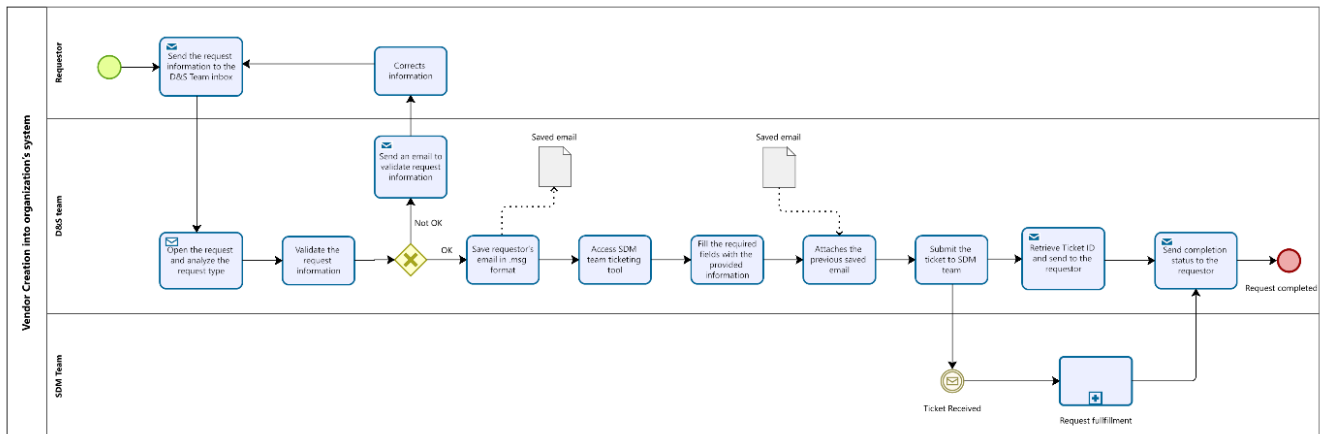 Vendor Creation into organization's system
Requestor
Send the request
information to the
D&S Team inbox
Corrects
information
D&S team
Send an email to
validate request
information
Saved email
Saved email
Not OK
OK
Open the request
and analyze the
request type
Validate the
request
information
Save requestor's
email in .msg
format
Access SDM
team ticketing
tool
Fill the required
fields with the
provided
information
Attaches the
previous saved
email
Submit the
ticket to SDM
team
Retrieve Ticket ID
and send to the
requestor
Send completion
status to the
requestor
Request completed
SDM Team
Ticket Received
Request fullfillment